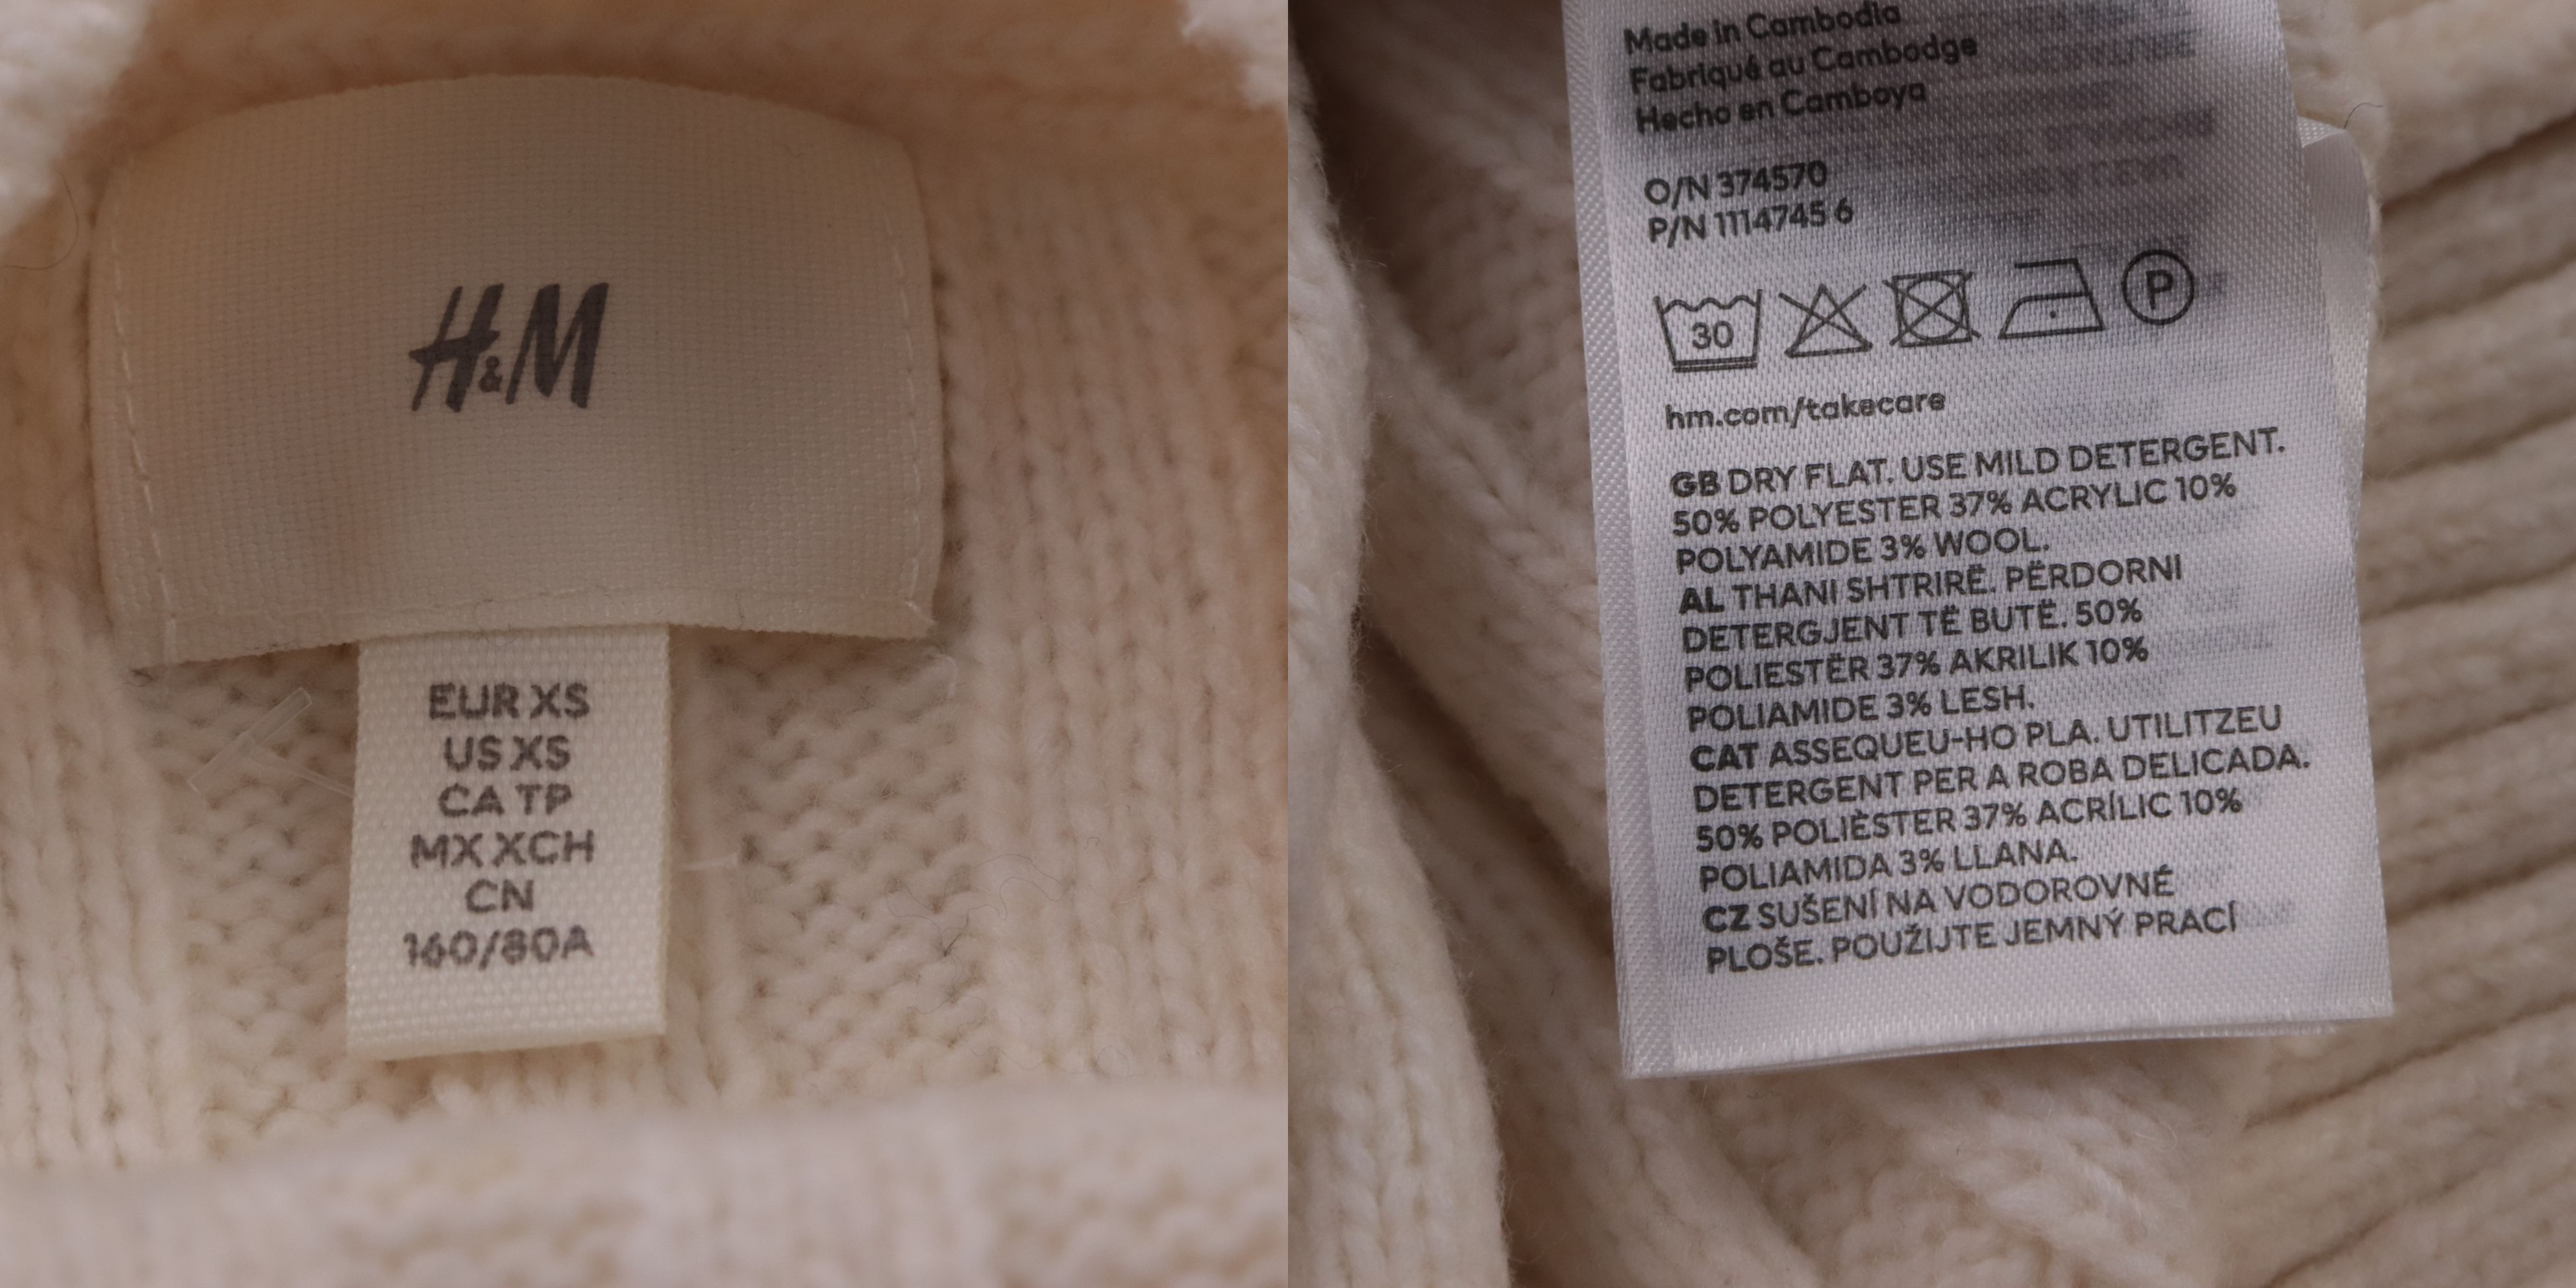 H&M
EUR XS
US XS
CA TP
MX XCH
CN
160/80A
Made in Cambodia
Fabriqué au Cambodge
Hecho en Camboya
O/N 374570
P/N 1114745 6
30
P
hm.com/takecare
GB DRY FLAT. USE MILD DETERGENT.
50% POLYESTER 37% ACRYLIC 10%
POLYAMIDE 3% WOOL.
AL THANI SHTRIRË. PËRDORNI
DETERGJENT TË BUTË. 50%
POLIESTËR 37% AKRILIK 10%
POLIAMIDE 3% LESH.
CAT ASSEQUEU-HO PLA. UTILITZEU
DETERGENT PER A ROBA DELICADA.
50% POLIÈSTER 37% ACRÍLIC 10%
POLIAMIDA 3% LLANA.
CZ SUŠENÍ NA VODOROVNÉ
PLOŠE. POUŽIJTE JEMNÝ PRACÍ